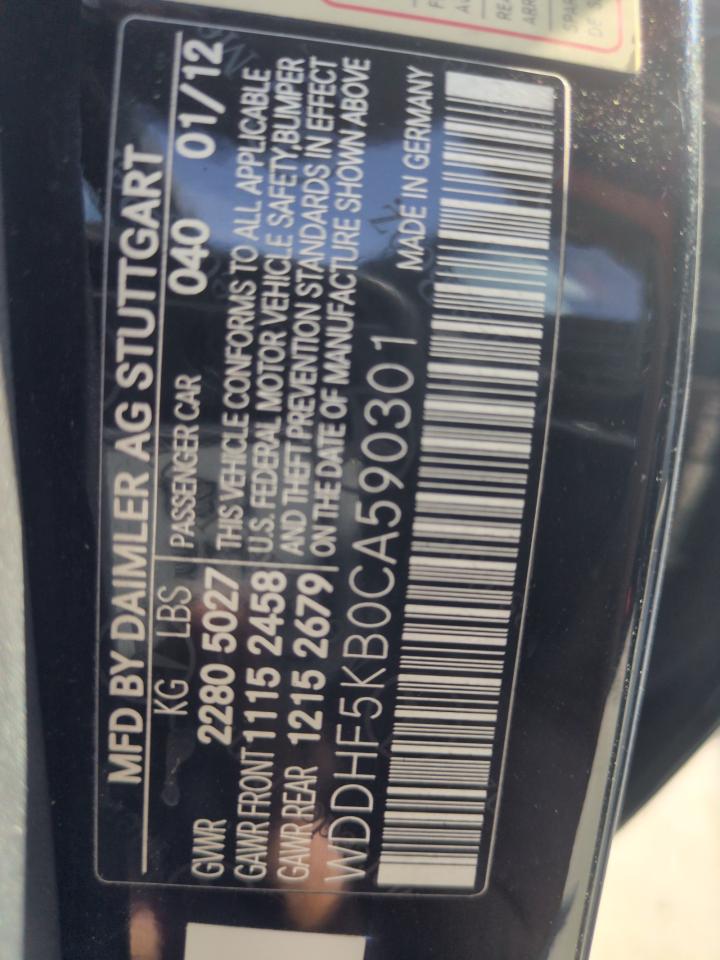 MFD BY DAIMLER AG STUTTGART
KG LBS PASSENGER CAR 040 01/12
GWR 2280 5027 THIS VEHICLE CONFORMS TO ALL APPLICABLE
GAWR FRONT 1115 2458 U.S. FEDERAL MOTOR VEHICLE SAFETY,BUMPER
GAWR REAR 1215 2679 AND THEFT PREVENTION STANDARDS IN EFFECT
ON THE DATE OF MANUFACTURE SHOWN ABOVE
WDDHF5KB0CA590301 MADE IN GERMANY